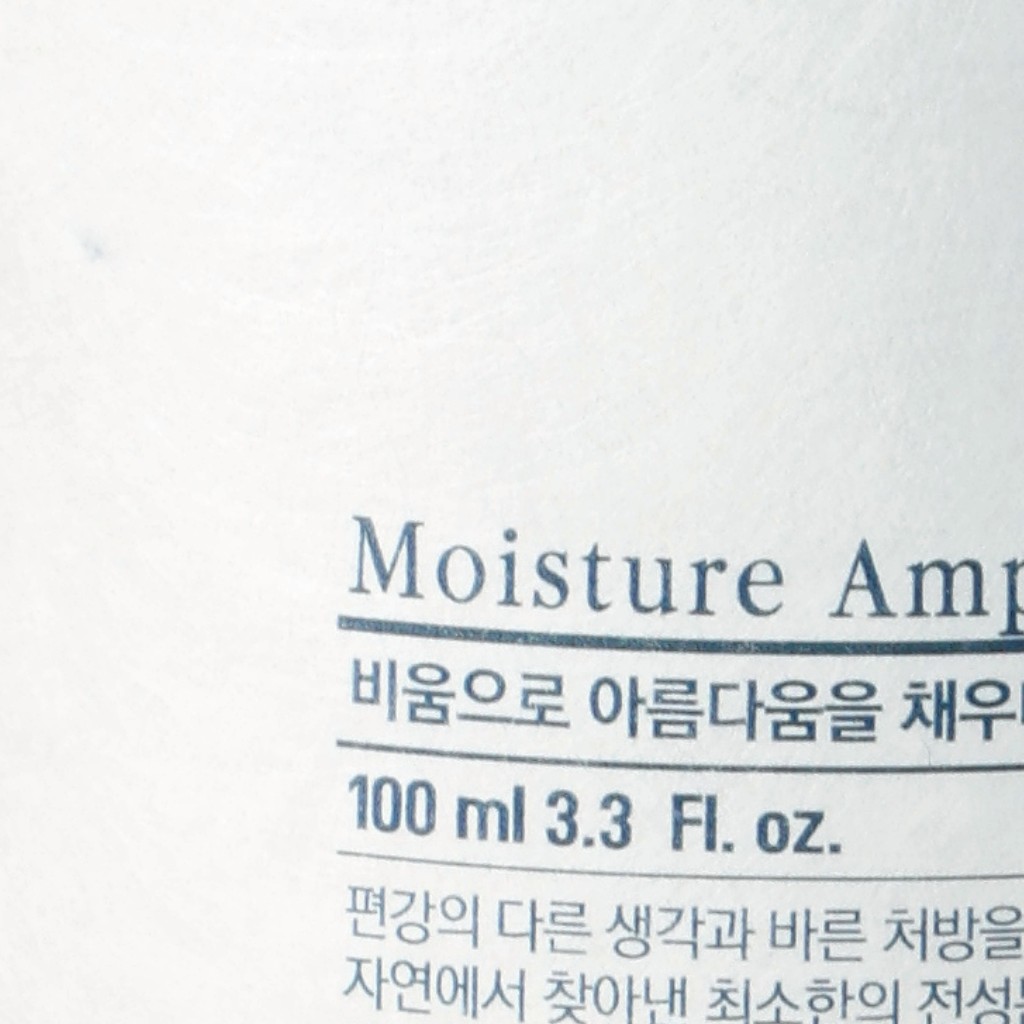 Moisture Amp
비움으로 아름다움을 채우
100 ml 3.3 Fl. oz.
편강의 다른 생각과 바른 처방을
자연에서 찾아낸 최소한의 전성